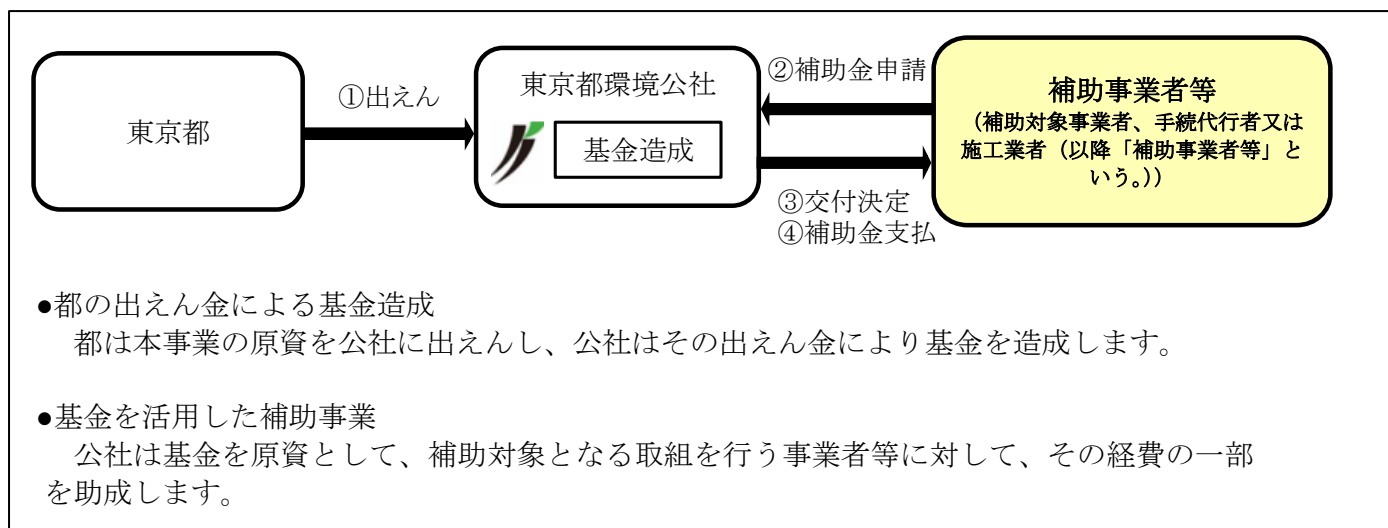 東京都
①出えん
東京都環境公社
基金造成
②補助金申請
③交付決定
④補助金支払
補助事業者等
(補助対象事業者、手続代行者又は
施工業者(以降「補助事業者等」と
いう。))
●都の出えん金による基金造成
都は本事業の原資を公社に出えんし、公社はその出えん金により基金を造成します。
●基金を活用した補助事業
公社は基金を原資として、補助対象となる取組を行う事業者等に対して、その経費の一部
を助成します。